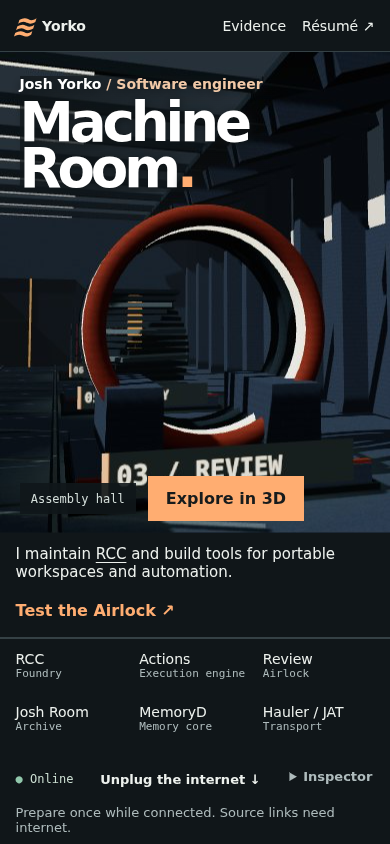 Yorko
Evidence
Résumé ↗
Josh Yorko / Software engineer
Machine
Room.
06
03 / REVIEW
Assembly hall
Explore in 3D
I maintain RCC and build tools for portable
workspaces and automation.
Test the Airlock ↗
RCC
Foundry
Actions
Execution engine
Review
Airlock
Josh Room
Archive
MemoryD
Memory core
Hauler / JAT
Transport
Online
Unplug the internet ↓
Inspector
Prepare once while connected. Source links need
internet.